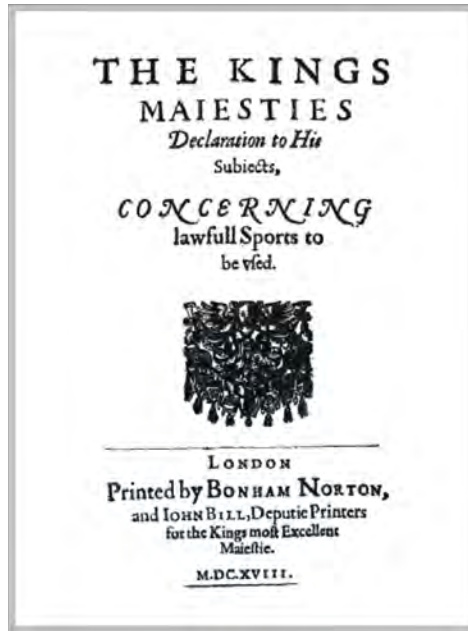 THE KINGS
MAIESTIES
Declaration to His
Subiects,
CONCERNING
lawfull Sports to
be vſed.
LONDON
Printed by BONHAM NORTON,
and IOHN BILL, Deputie Printers
for the Kings moſt Excellent
Maieſtie.
M.DC.XVIII.